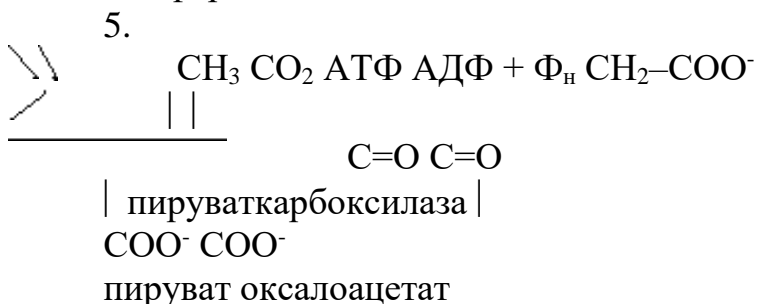 5.
CH₃ CO₂ АТФ АДФ + Фн CH₂–COO⁻
| |
C=O C=O
| пируваткарбоксилаза |
COO⁻ COO⁻
пируват оксалоацетат